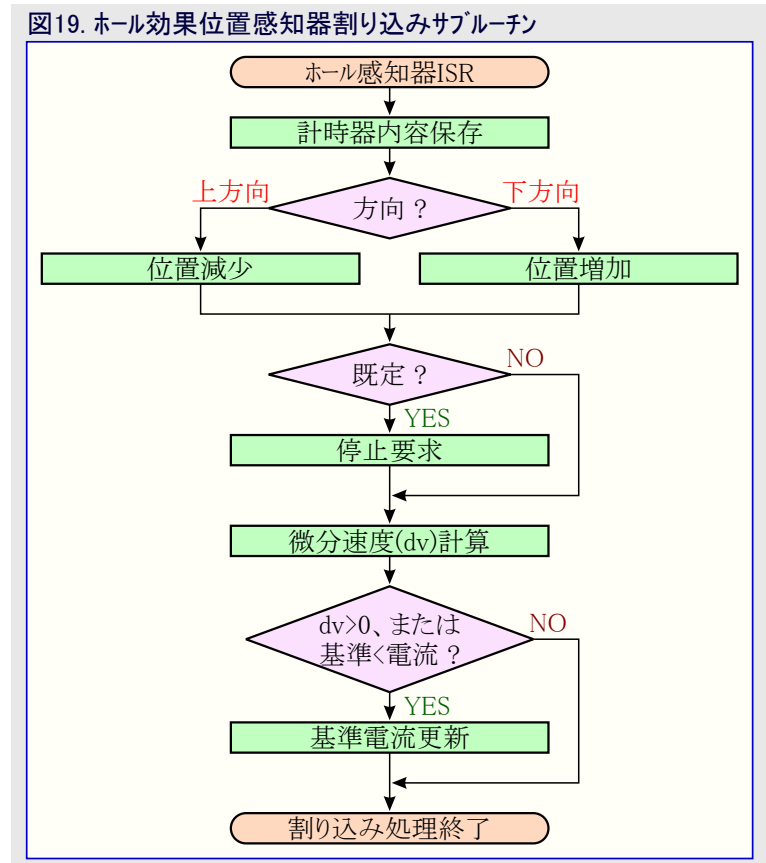 図19. ホール効果位置感知器割り込みサブルーチン
ホール感知器ISR
計時器内容保存
上方向
方向 ?
下方向
位置減少
位置増加
既定 ?
NO
YES
停止要求
微分速度(dv)計算
dv>0、または
基準<電流 ?
NO
YES
基準電流更新
割り込み処理終了